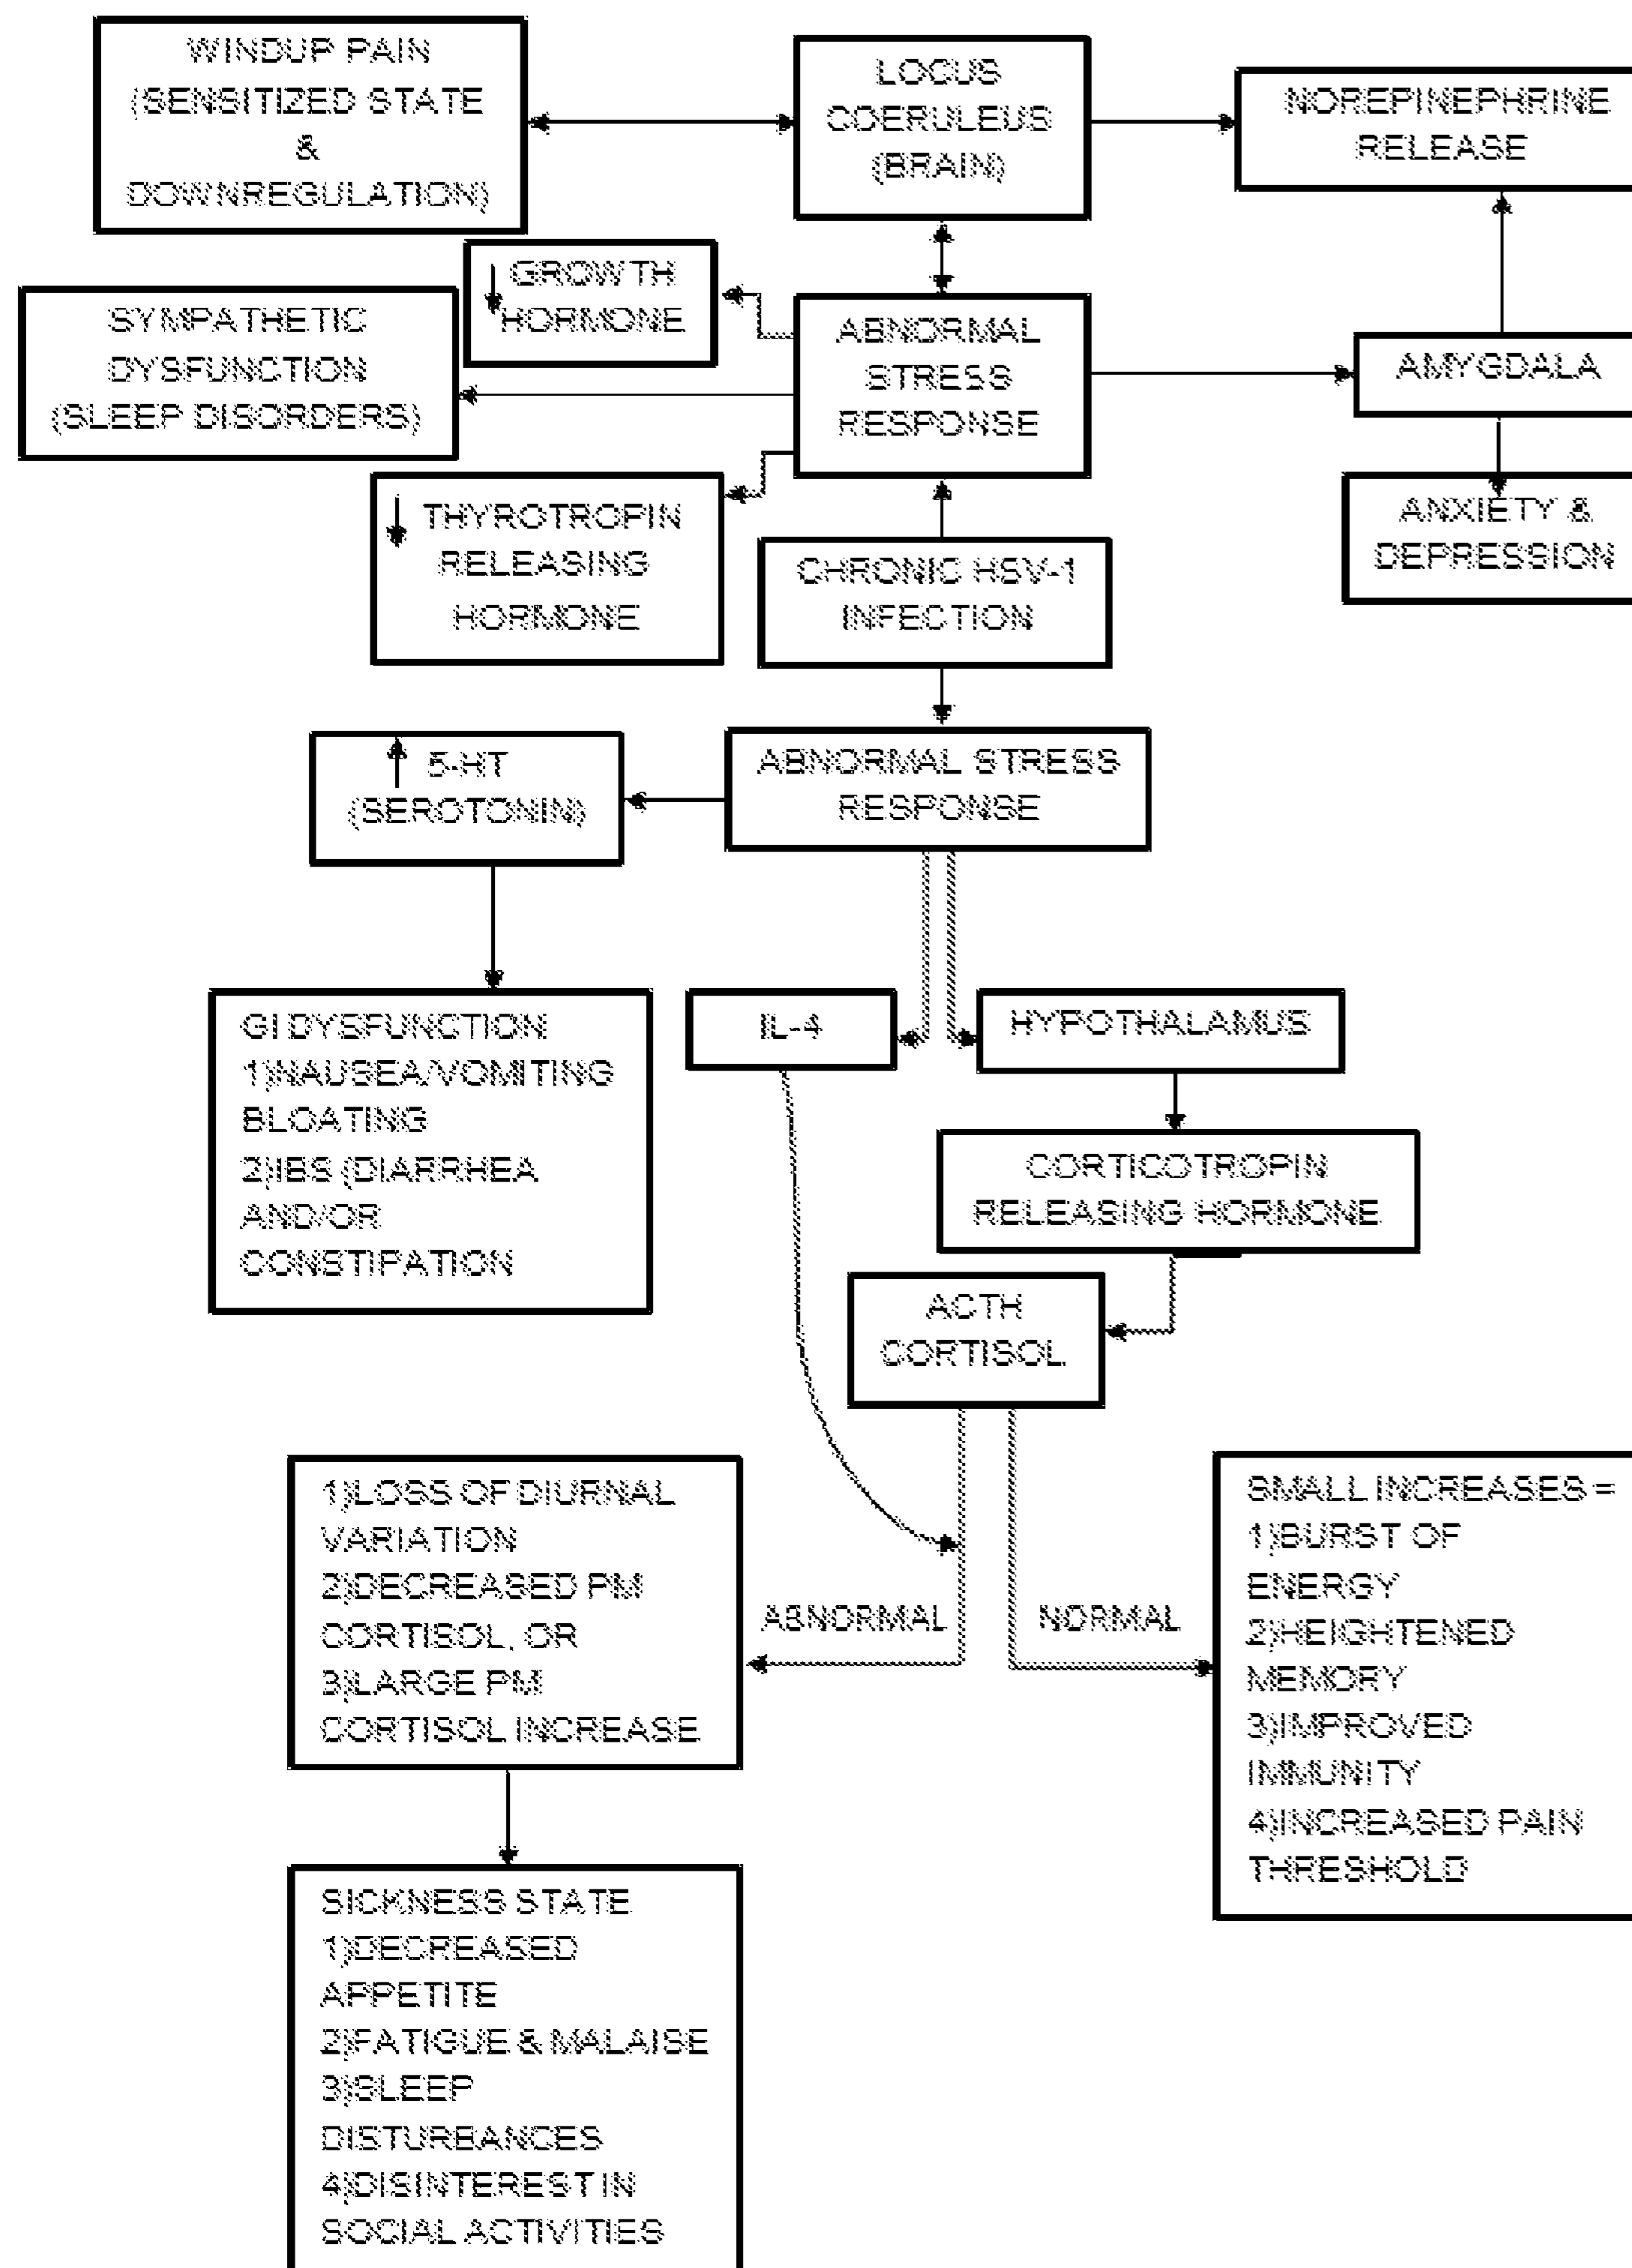 WINDUP PAIN
(SENSITIZED STATE
&
DOWNREGULATION)
LOCUS
COERULEUS
(BRAIN)
NOREPINEPHRINE
RELEASE
GROWTH
HORMONE
SYMPATHETIC
DYSFUNCTION
(SLEEP DISORDERS)
ABNORMAL
STRESS
RESPONSE
AMYGDALA
THYROTROPIN
RELEASING
HORMONE
CHRONIC HSV-1
INFECTION
ANXIETY &
DEPRESSION
5-HT
(SEROTONIN)
ABNORMAL STRESS
RESPONSE
GI DYSFUNCTION
1)NAUSEA/VOMITING
BLOATING
2)IBS (DIARRHEA
AND/OR
CONSTIPATION
IL-4
HYPOTHALAMUS
CORTICOTROPIN
RELEASING HORMONE
ACTH
CORTISOL
1)LOSS OF DIURNAL
VARIATION
2)DECREASED PM
CORTISOL, OR
3)LARGE PM
CORTISOL INCREASE
ABNORMAL
NORMAL
SMALL INCREASES =
1)BURST OF
ENERGY
2)HEIGHTENED
MEMORY
3)IMPROVED
IMMUNITY
4)INCREASED PAIN
THRESHOLD
SICKNESS STATE
1)DECREASED
APPETITE
2)FATIGUE & MALAISE
3)SLEEP
DISTURBANCES
4)DISINTEREST IN
SOCIAL ACTIVITIES